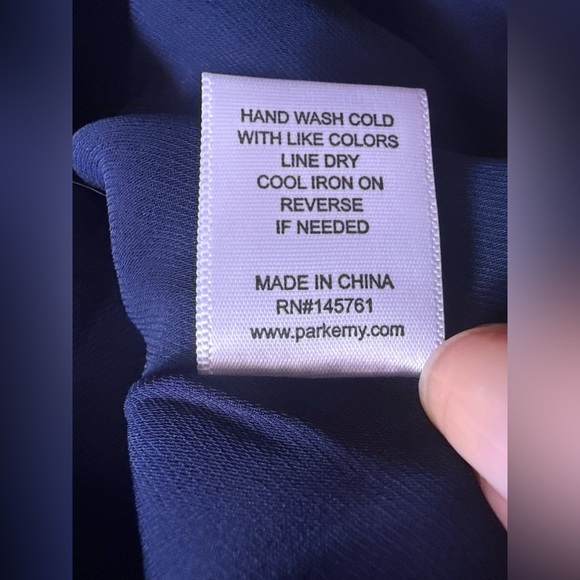 HAND WASH COLD
WITH LIKE COLORS
LINE DRY
COOL IRON ON
REVERSE
IF NEEDED
MADE IN CHINA
RN#145761
www.parkerny.com